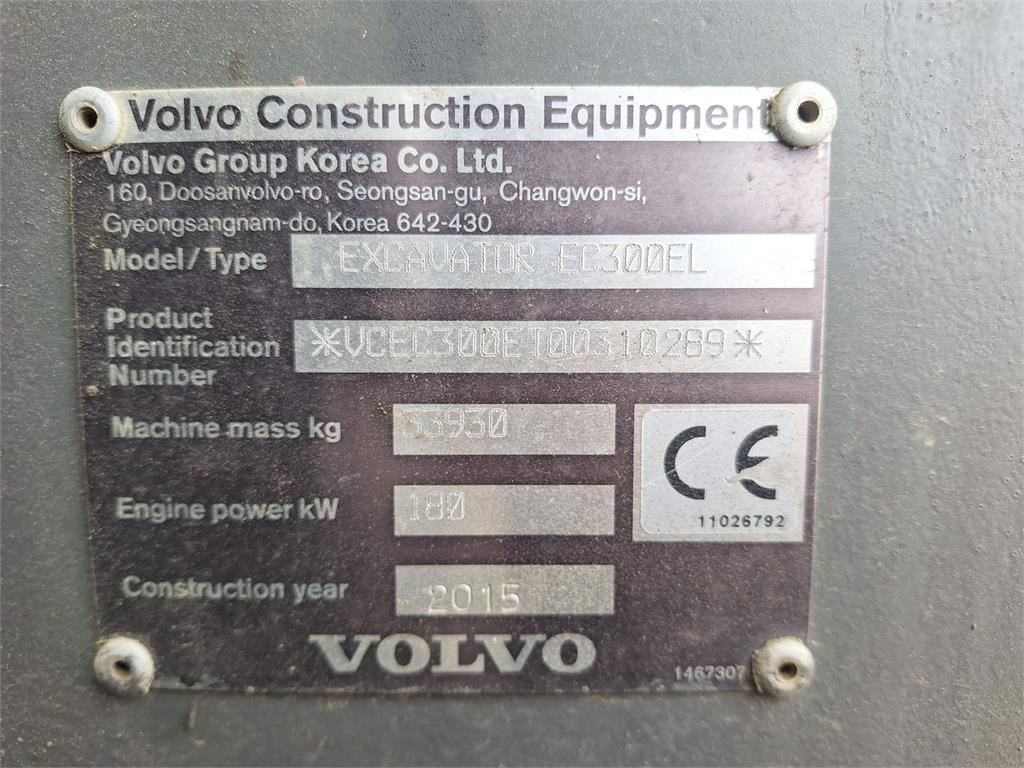 Volvo Construction Equipment
Volvo Group Korea Co. Ltd.
160, Doosanvolvo-ro, Seongsan-gu, Changwon-si,
Gyeongsangnam-do, Korea 642-430
Model/Type EXCAVATOR EC300EL
Product
Identification
Number
*VCEC300ET00310289*
Machine mass kg 33930
CE
11026792
Engine power kW 180
Construction year 2015
VOLVO
1467307